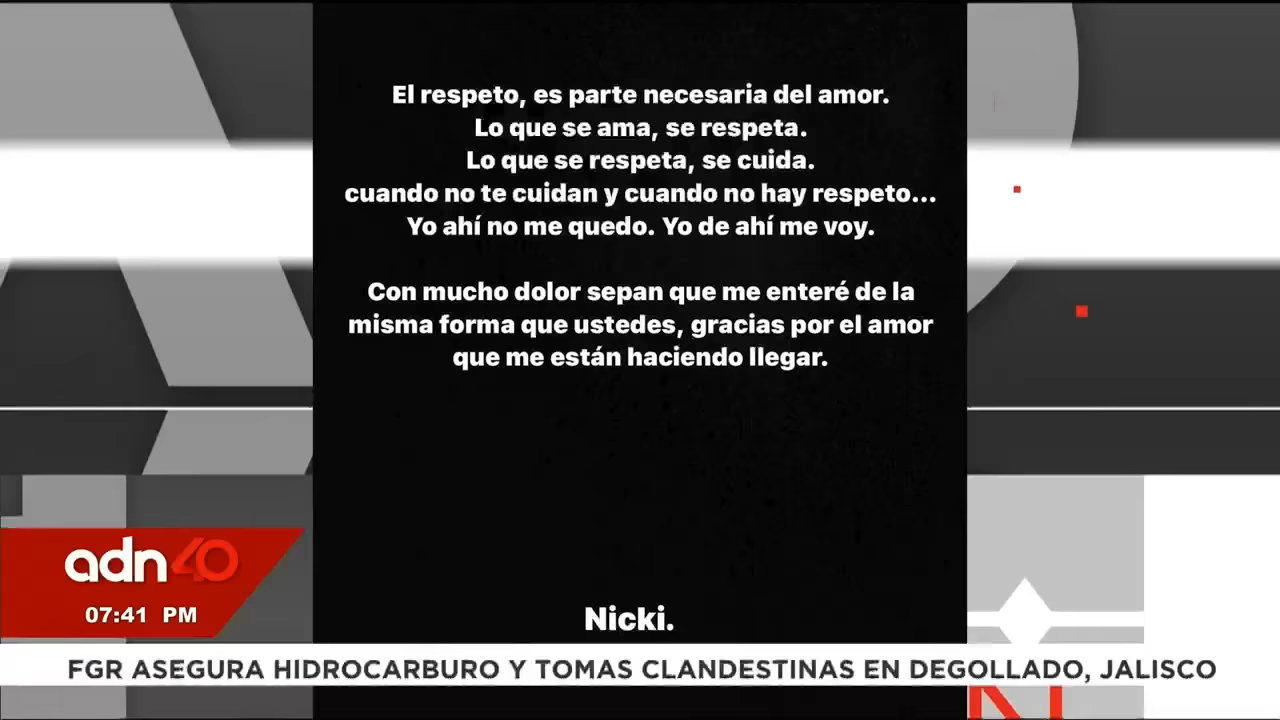 El respeto, es parte necesaria del amor.
Lo que se ama, se respeta.
Lo que se respeta, se cuida.
cuando no te cuidan y cuando no hay respeto...
Yo ahí no me quedo. Yo de ahí me voy.
Con mucho dolor sepan que me enteré de la
misma forma que ustedes, gracias por el amor
que me están haciendo llegar.
Nicki.
adn40
07:41 PM
FGR ASEGURA HIDROCARBURO Y TOMAS CLANDESTINAS EN DEGOLLADO, JALISCO